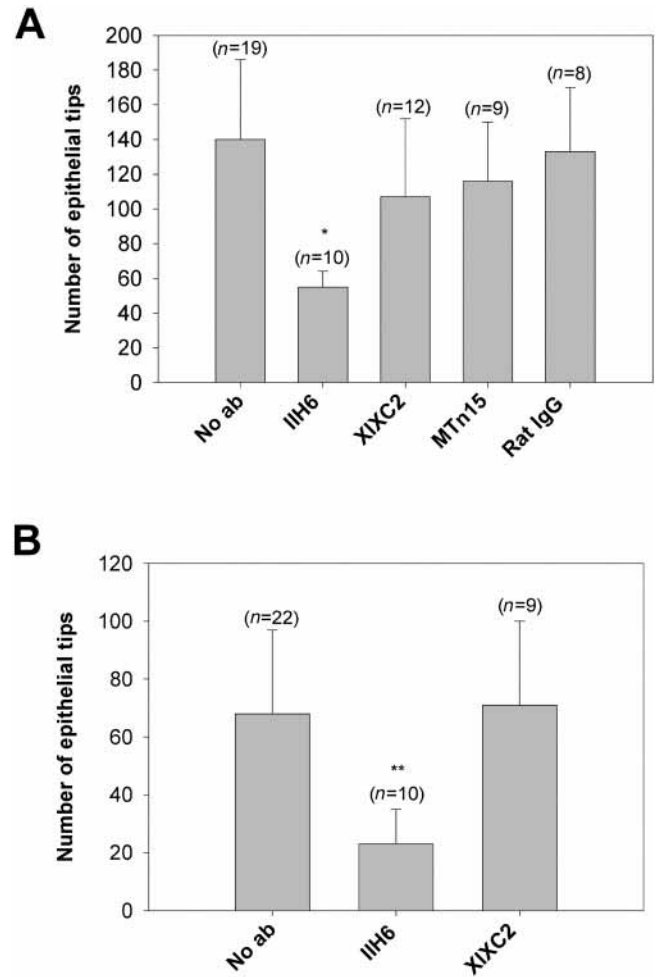 A
Number of epithelial tips
200
180
160
140
120
100
80
60
40
20
0
(n=19)
*
(n=10)
(n=12)
(n=9)
(n=8)
No ab
IIH6
XIXC2
MTn15
Rat IgG
B
Number of epithelial tips
120
100
80
60
40
20
0
(n=22)
**
(n=10)
(n=9)
No ab
IIH6
XIXC2